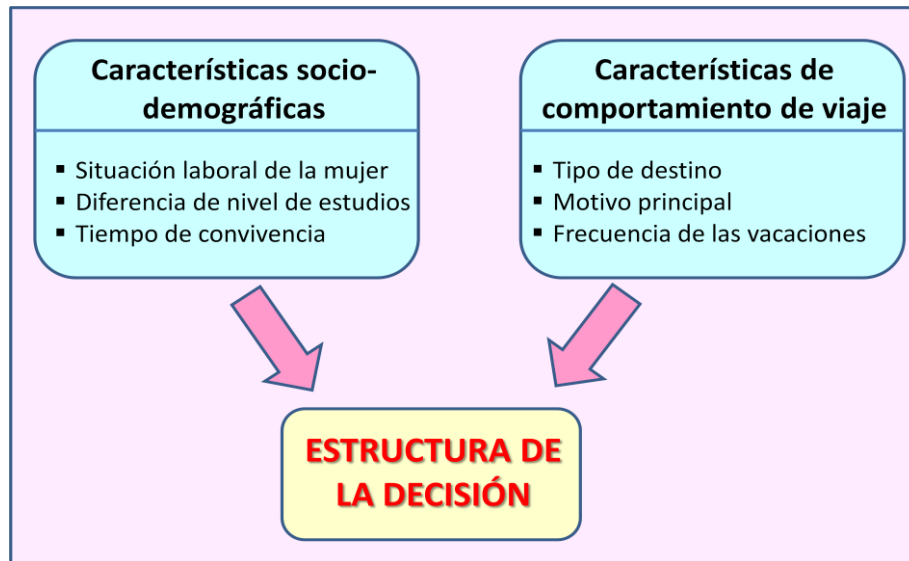 Características socio-
demográficas
▪ Situación laboral de la mujer
▪ Diferencia de nivel de estudios
▪ Tiempo de convivencia
Características de
comportamiento de viaje
▪ Tipo de destino
▪ Motivo principal
▪ Frecuencia de las vacaciones
ESTRUCTURA DE
LA DECISIÓN